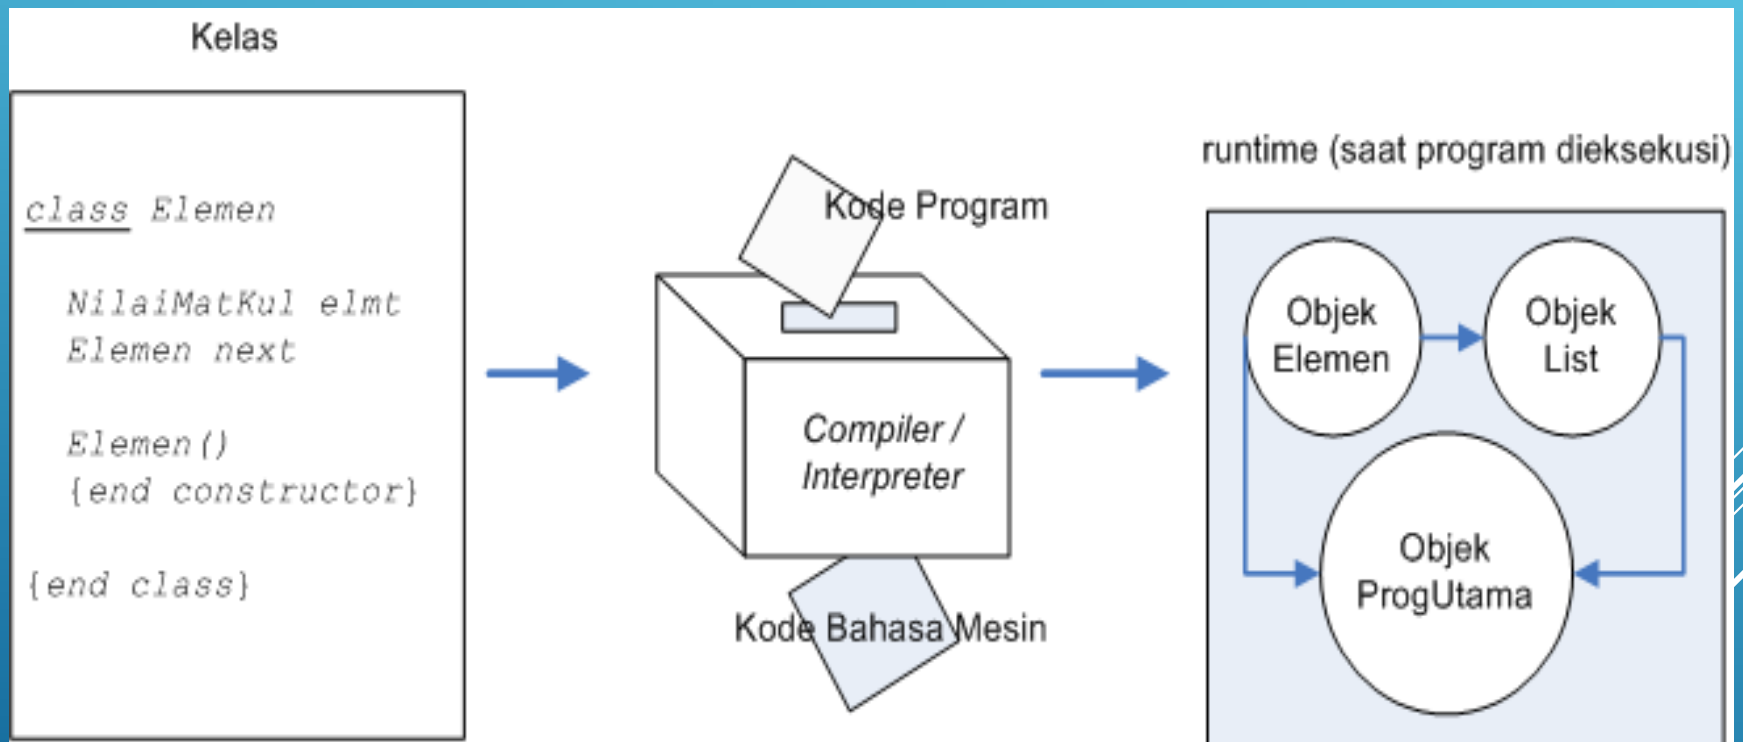 Kelas
class Elemen
NilaiMatKul elmt
Elemen next
Elemen()
{end constructor}
{end class}
Kode Program
Compiler /
Interpreter
Kode Bahasa Mesin
runtime (saat program dieksekusi)
Objek
Elemen
Objek
List
Objek
ProgUtama